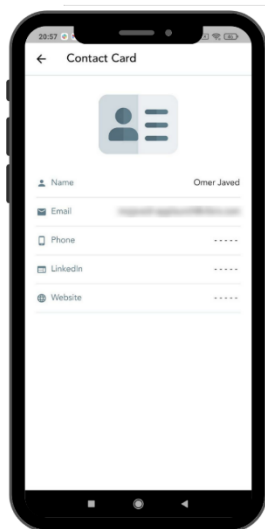 20:57
Contact Card
Name Omer Javed
Email
Phone -----
Linkedin -----
Website -----